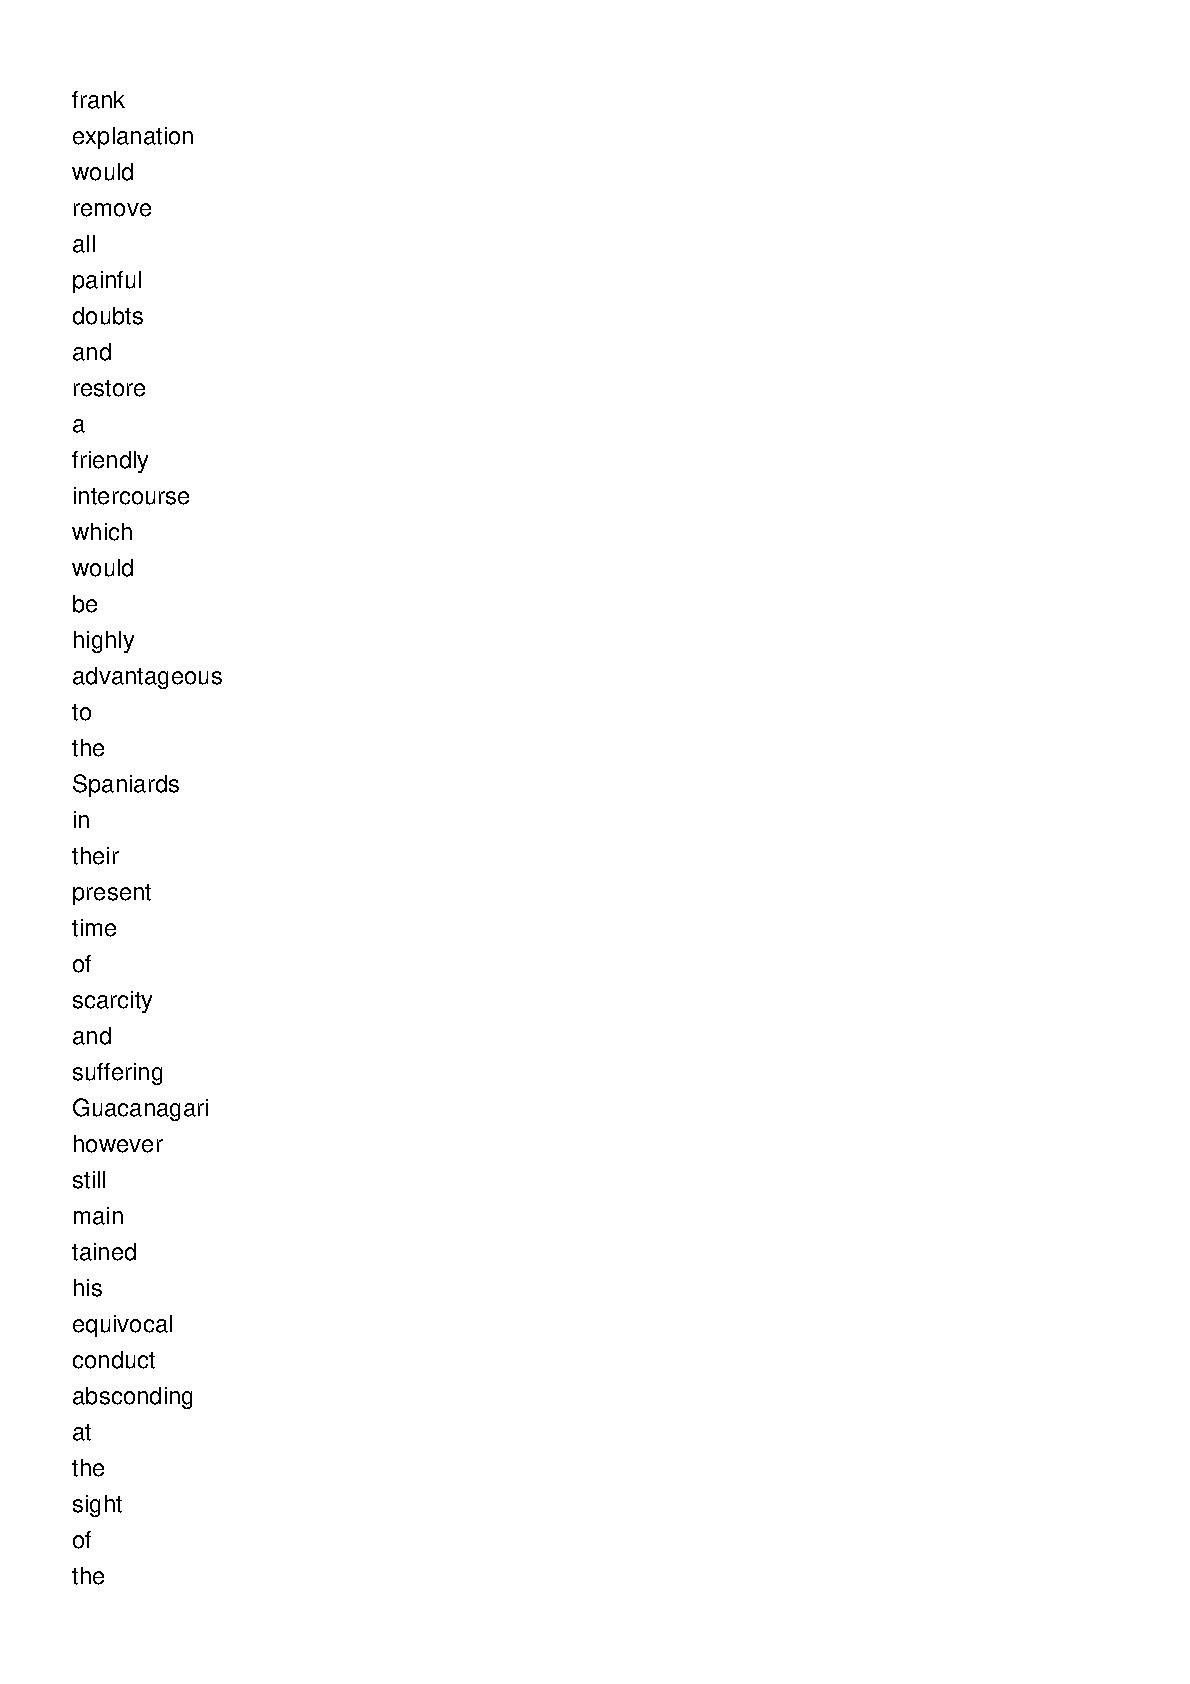 frank
explanation
would
remove
all
painful
doubts
and
restore
a
friendly
intercourse
which
would
be
highly
advantageous
to
the
Spaniards
in
their
present
time
of
scarcity
and
suffering
Guacanagari
however
still
main
tained
his
equivocal
conduct
absconding
at
the
sight
of
the